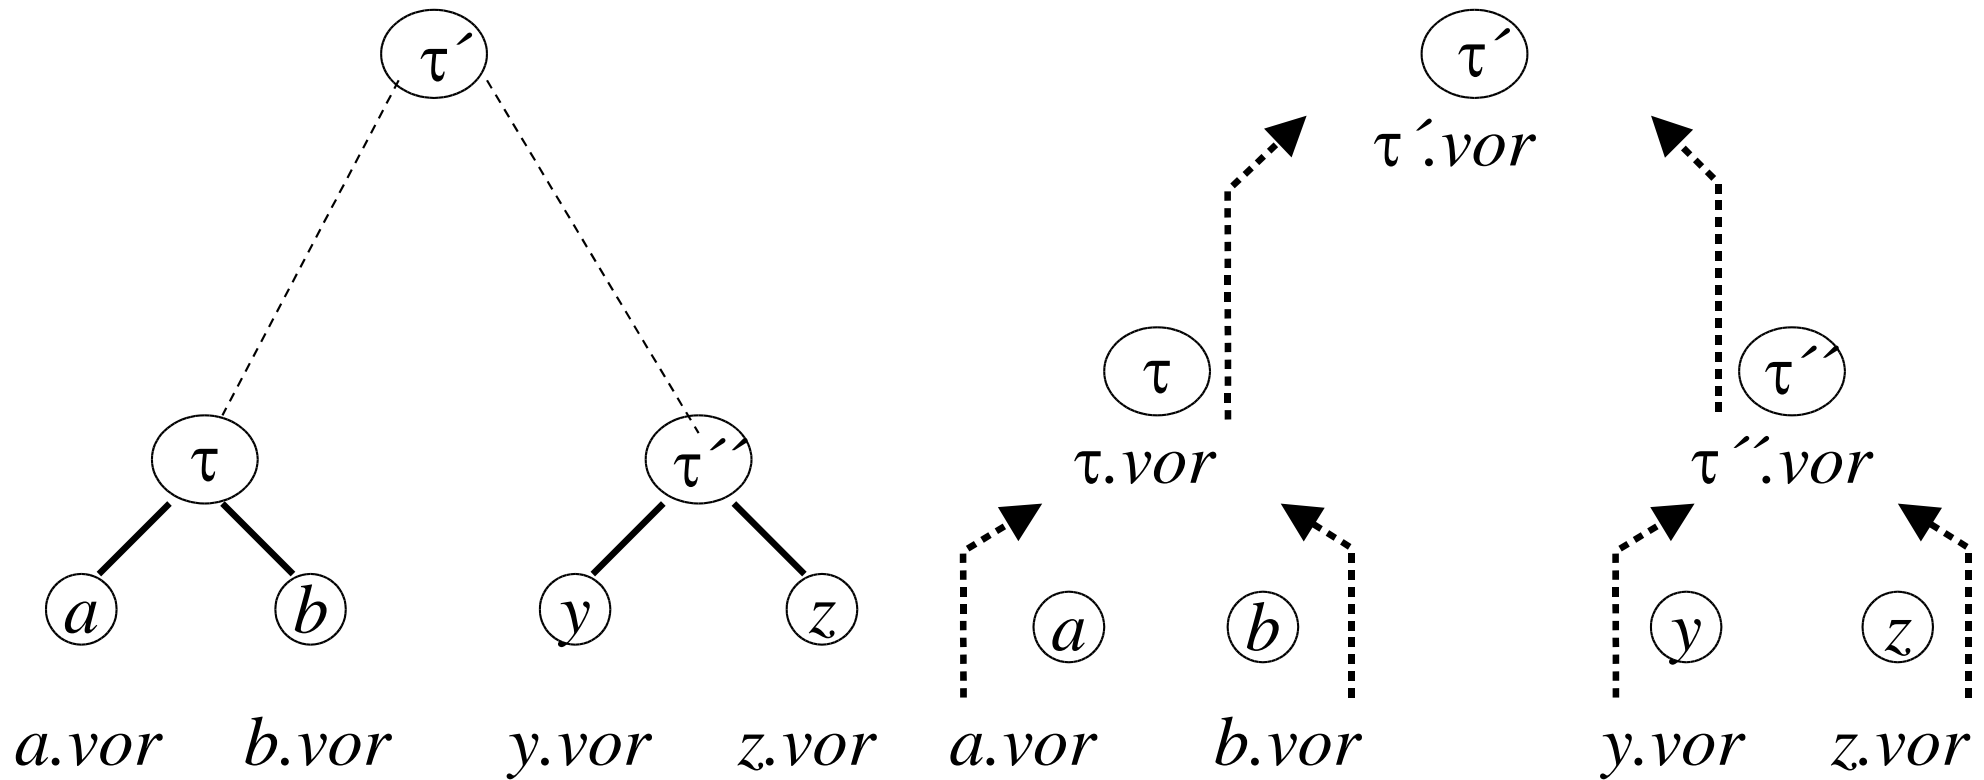 τ´ τ´
τ´.vor
τ τ´´
τ τ´´
τ.vor τ´´.vor
a b y z a b y z
a.vor b.vor y.vor z.vor a.vor b.vor y.vor z.vor